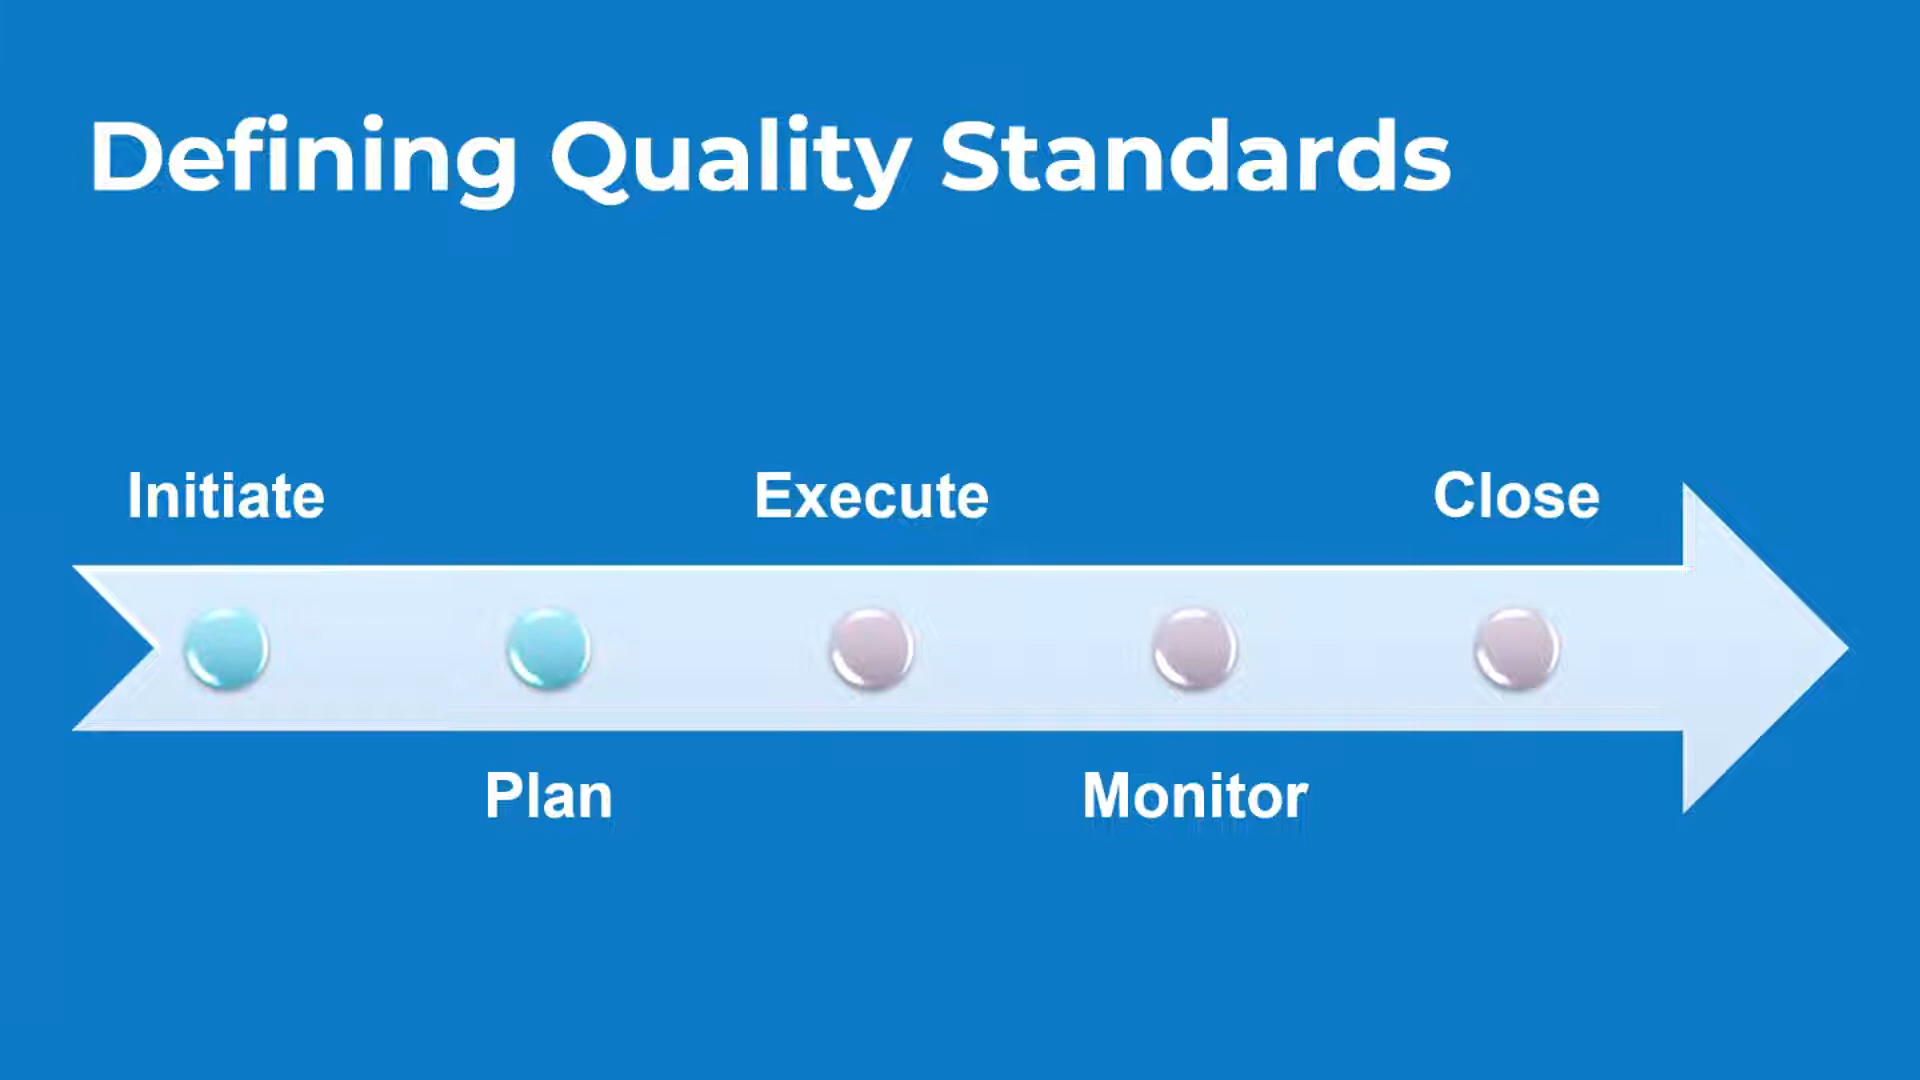 Defining Quality Standards
Initiate
Execute
Close
Plan
Monitor